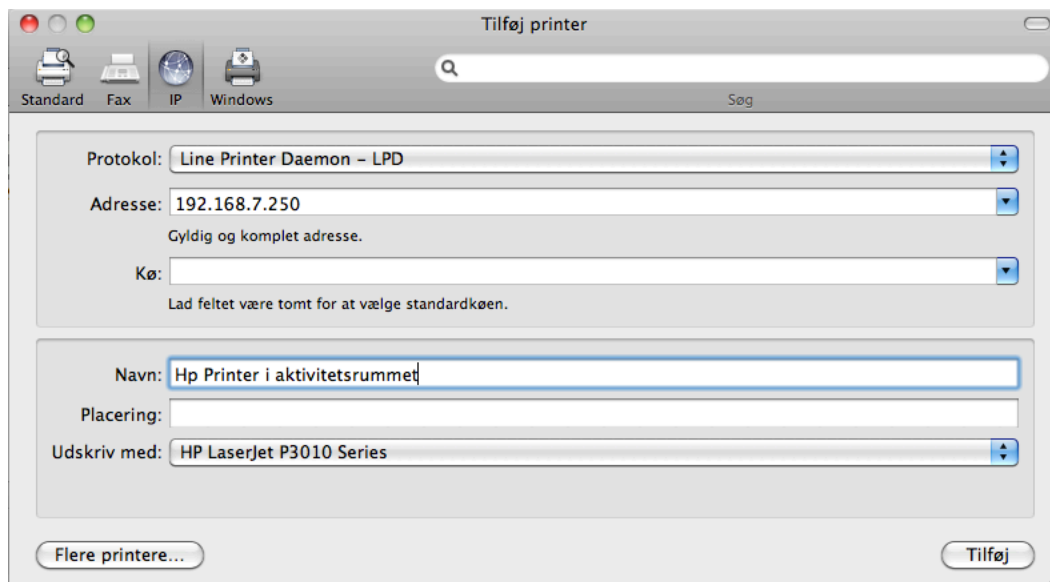 Tilføj printer
Standard Fax IP Windows
Søg
Protokol: Line Printer Daemon – LPD
Adresse: 192.168.7.250
Gyldig og komplet adresse.
Kø:
Lad feltet være tomt for at vælge standardkøen.
Navn: Hp Printer i aktivitetsrummet
Placering:
Udskriv med: HP LaserJet P3010 Series
Flere printere... Tilføj